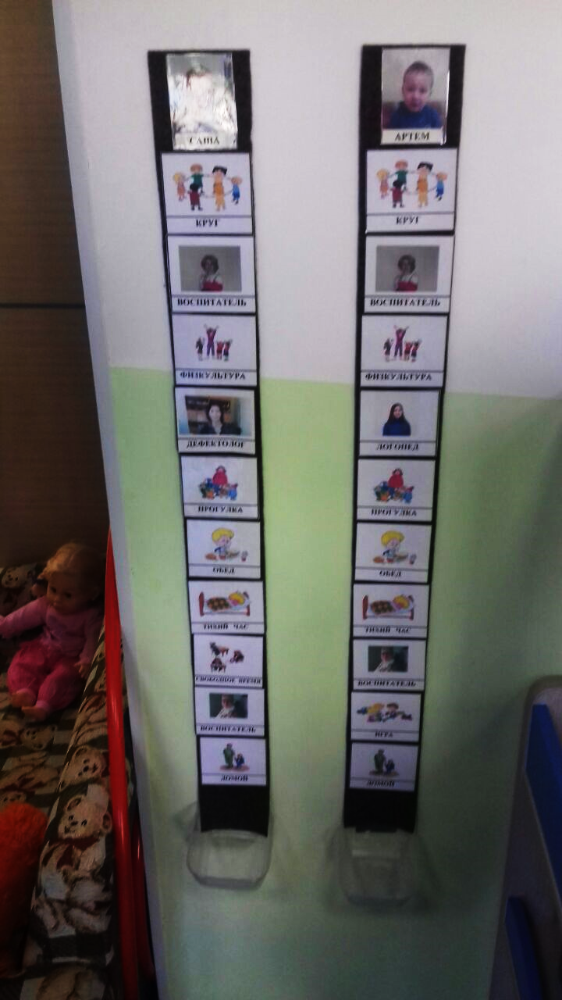 САША
КРУГ
ВОСПИТАТЕЛЬ
ФИЗКУЛЬТУРА
ДЕФЕКТОЛОГ
ПРОГУЛКА
ОБЕД
ТИХИЙ ЧАС
СВОБОДНОЕ ВРЕМЯ
ВОСПИТАТЕЛЬ
ДОМОЙ
АРТЕМ
КРУГ
ВОСПИТАТЕЛЬ
ФИЗКУЛЬТУРА
ЛОГОПЕД
ПРОГУЛКА
ОБЕД
ТИХИЙ ЧАС
ВОСПИТАТЕЛЬ
ИГРА
ДОМОЙ